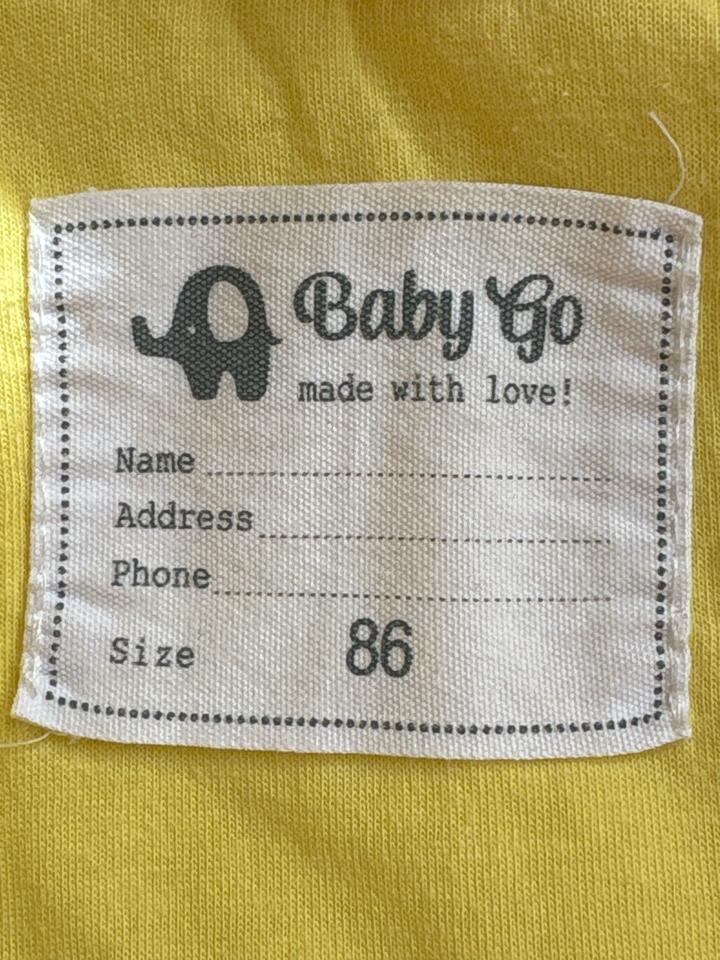 Baby Go
made with love!
Name
Address
Phone
Size 86